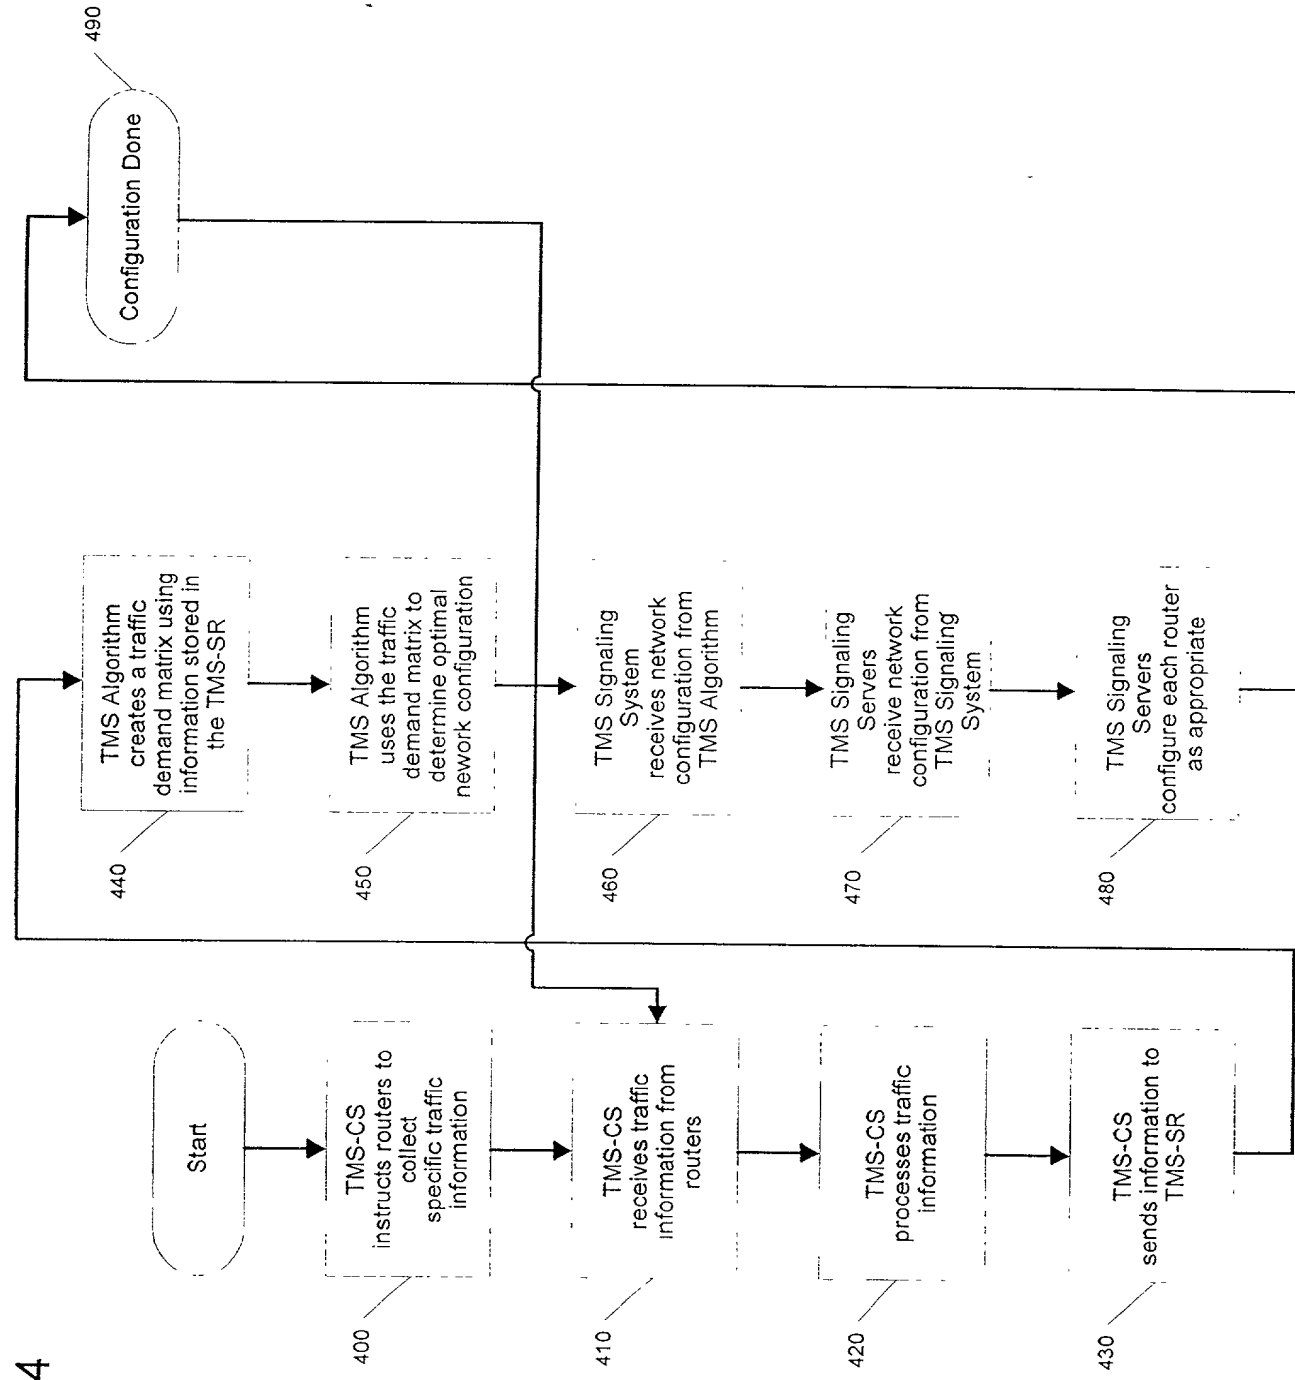 4
Start
400
TMS-CS
instructs routers to
collect
specific traffic
information
410
TMS-CS
receives traffic
information from
routers
420
TMS-CS
processes traffic
information
430
TMS-CS
sends information to
TMS-SR
440
TMS Algorithm
creates a traffic
demand matrix using
information stored in
the TMS-SR
450
TMS Algorithm
uses the traffic
demand matrix to
determine optimal
nework configuration
460
TMS Signaling
System
receives network
configuration from
TMS Algorithm
470
TMS Signaling
Servers
receive network
configuration from
TMS Signaling
System
480
TMS Signaling
Servers
configure each router
as appropriate
490
Configuration Done